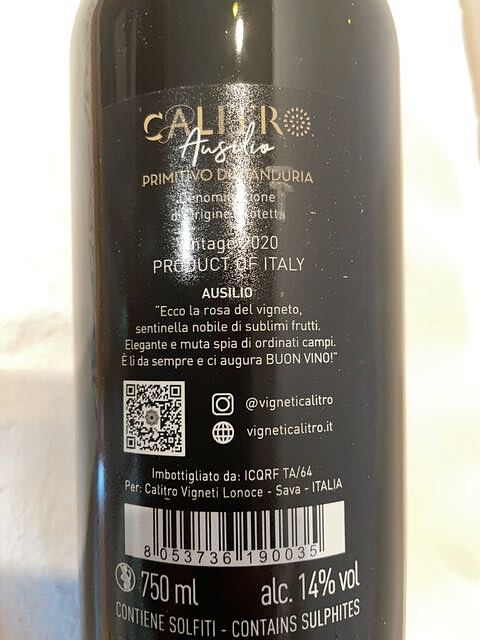 CALITRO
Ausilio
PRIMITIVO DI MANDURIA
Denominazione
di Origine Protetta
Vintage 2020
PRODUCT OF ITALY
AUSILIO
"Ecco la rosa del vigneto,
sentinella nobile di sublimi frutti.
Elegante e muta spia di ordinati campi.
È lì da sempre e ci augura BUON VINO!"
@vigneticalitro
vigneticalitro.it
Imbottigliato da: ICQRF TA/64
Per: Calitro Vigneti Lonoce - Sava - ITALIA
8 053736 190035
750 ml alc. 14% vol
CONTIENE SOLFITI - CONTAINS SULPHITES